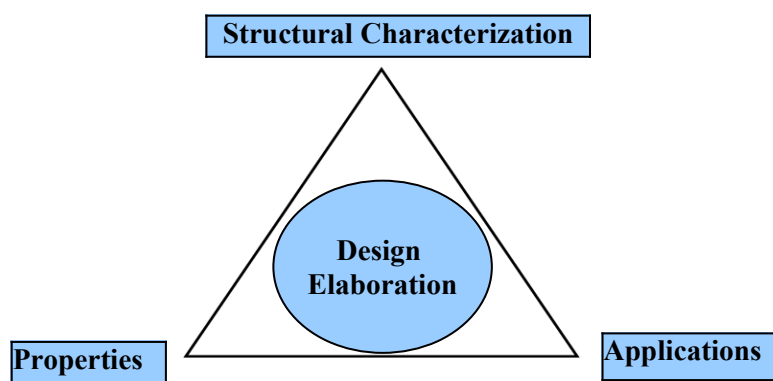 Structural Characterization
Design
Elaboration
Properties
Applications